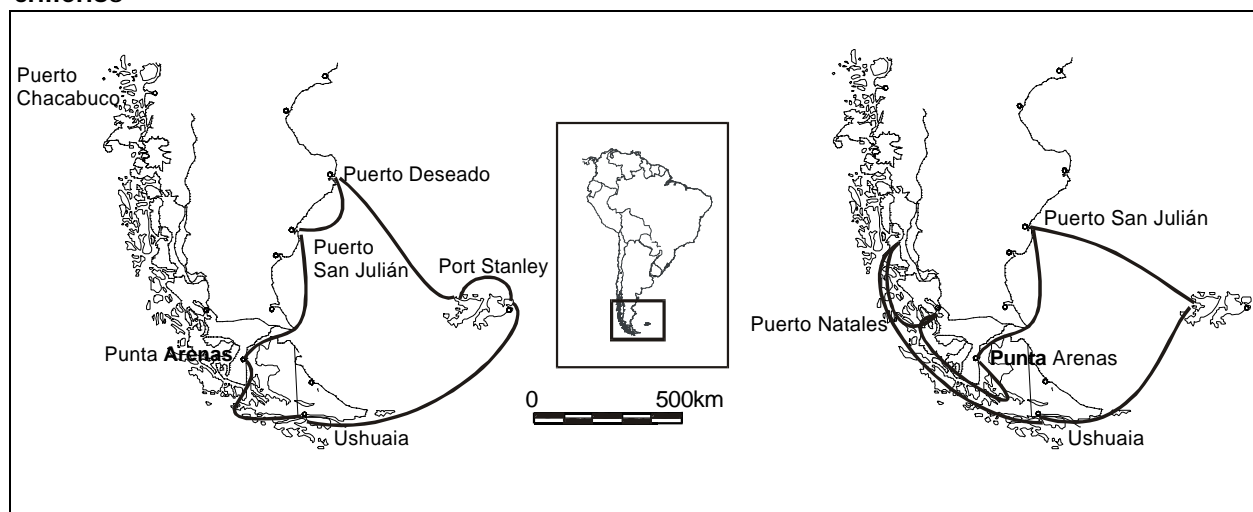 Puerto
Chacabuco
Puerto Deseado
Puerto
San Julián
Port Stanley
Punta Arenas
Ushuaia
0 500km
Puerto San Julián
Puerto Natales
Punta Arenas
Ushuaia